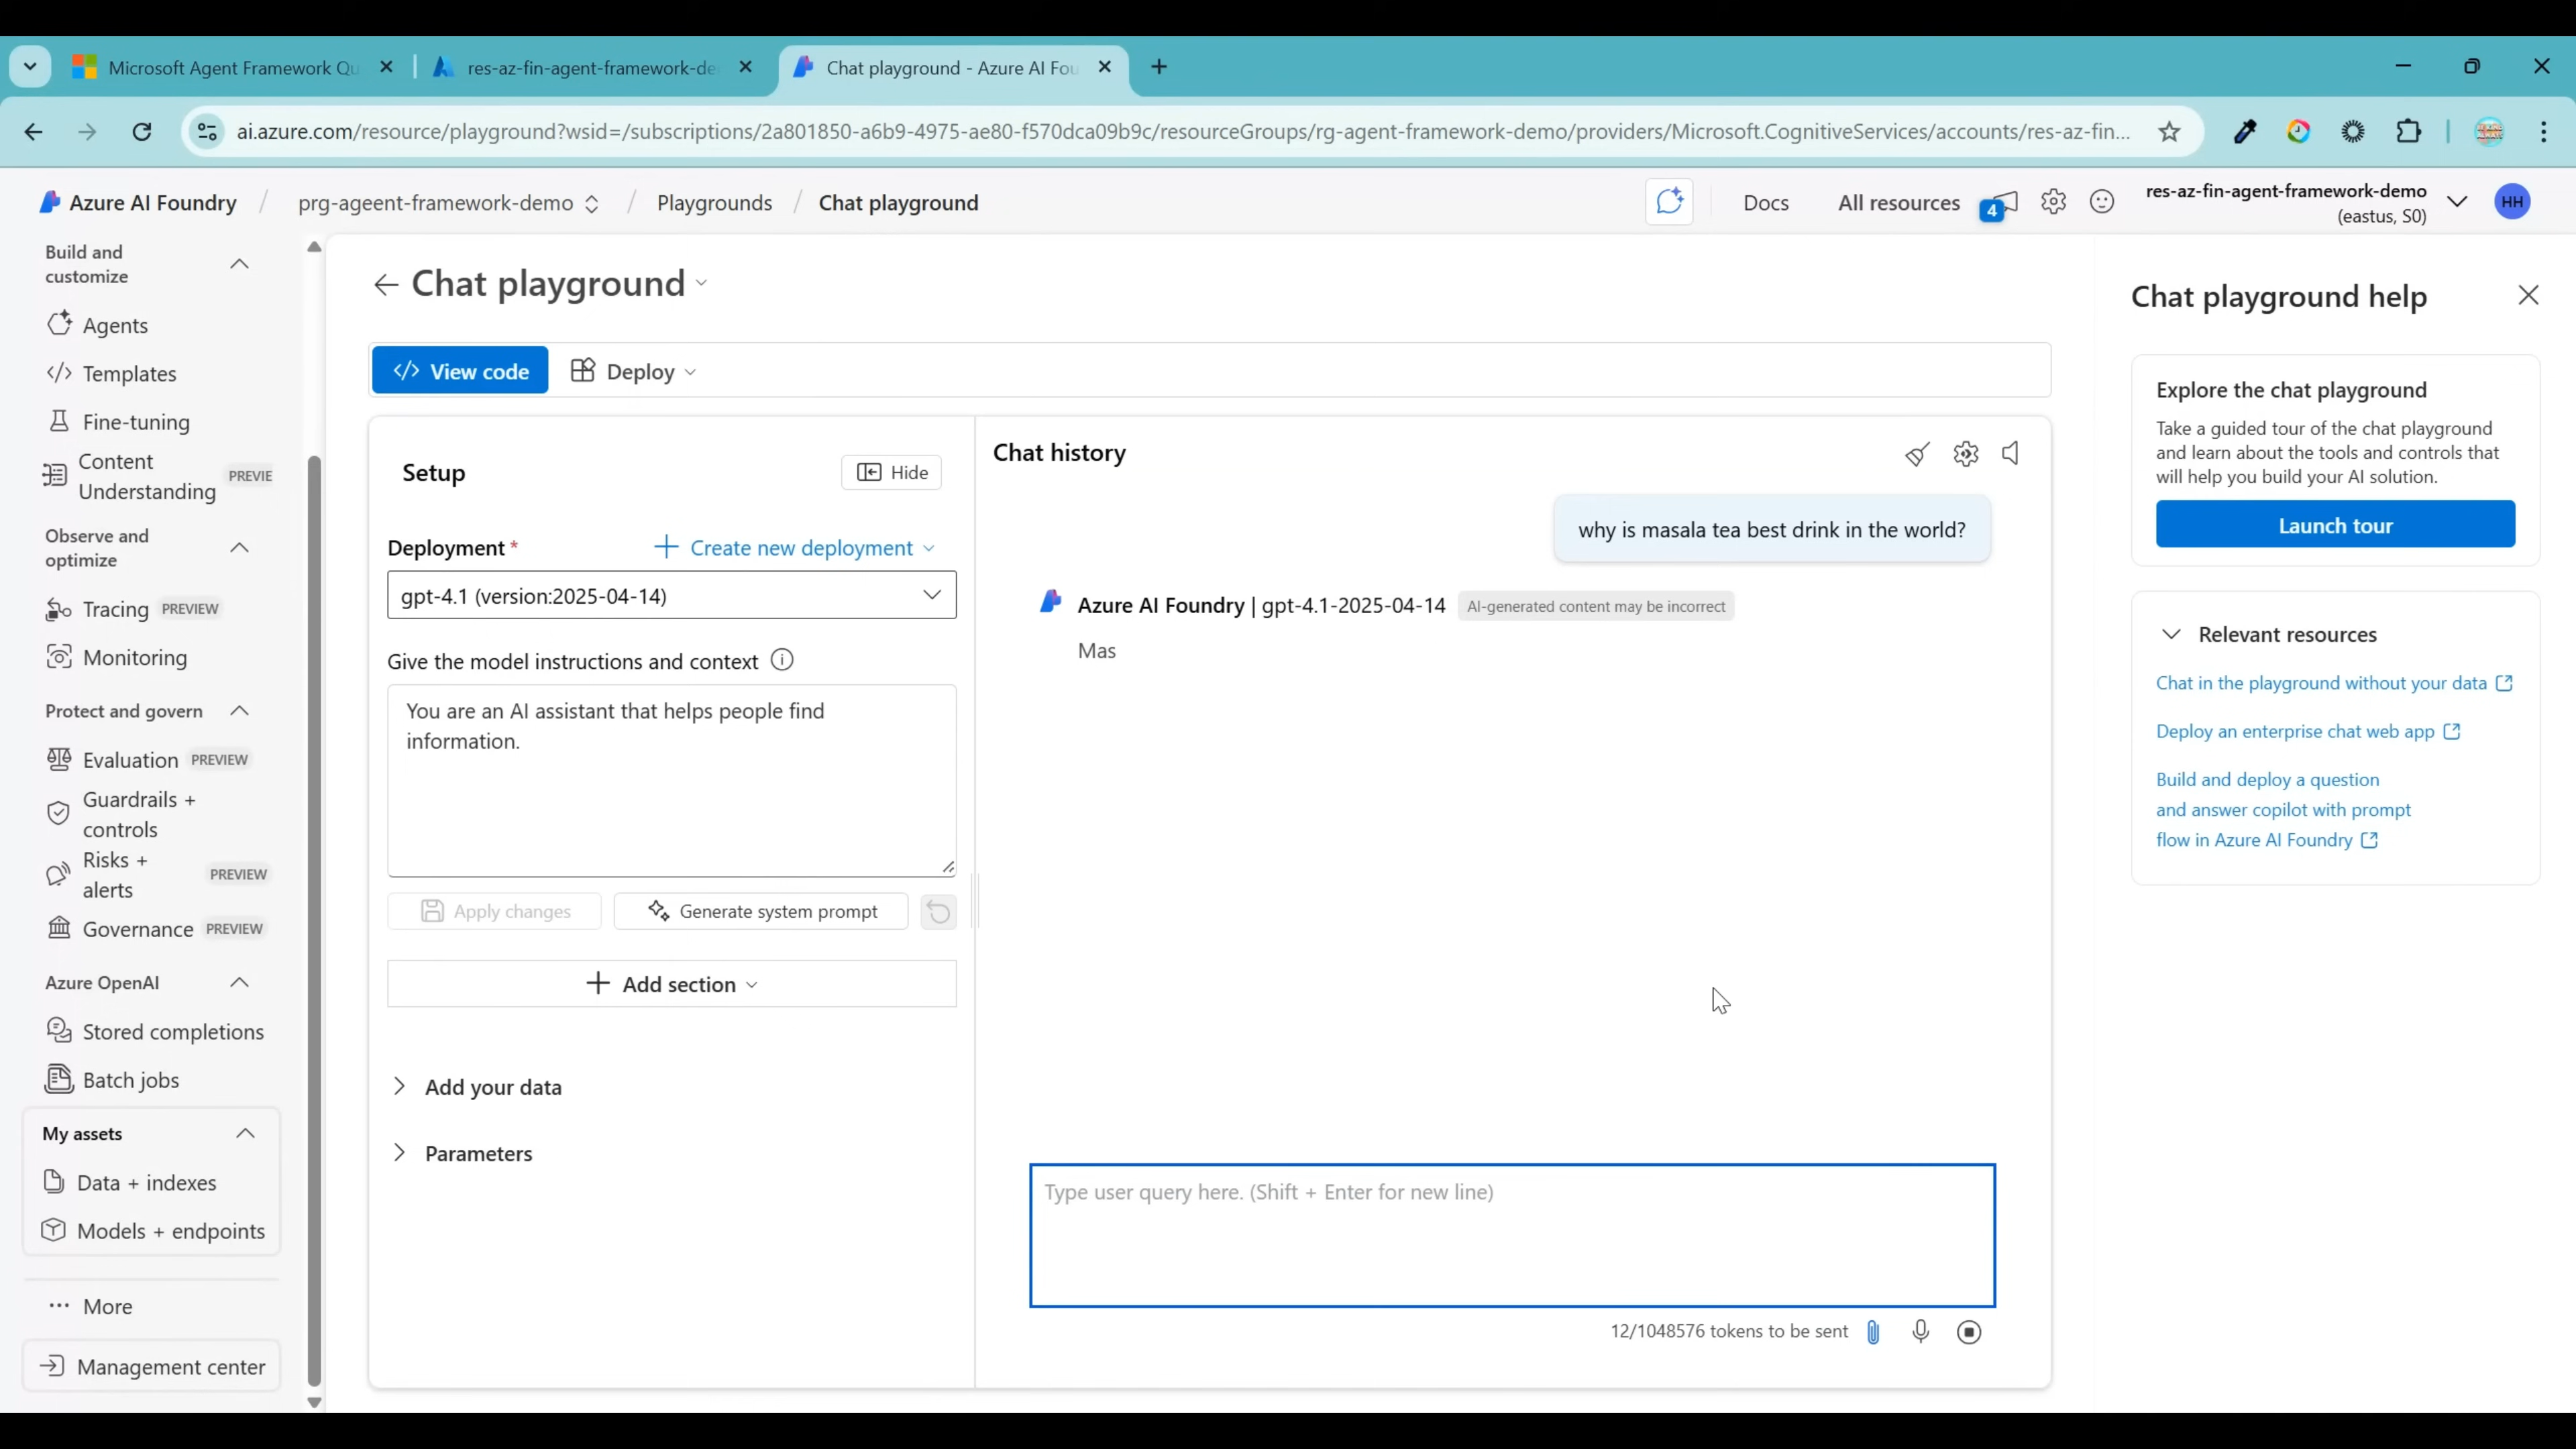 Microsoft Agent Framework Qu
res-az-fin-agent-framework-de
Chat playground - Azure AI Fou
ai.azure.com/resource/playground?wsid=/subscriptions/2a801850-a6b9-4975-ae80-f570dca09b9c/resourceGroups/rg-agent-framework-demo/providers/Microsoft.CognitiveServices/accounts/res-az-fin...
Azure AI Foundry / prg-ageent-framework-demo / Playgrounds / Chat playground
Docs
All resources
4
res-az-fin-agent-framework-demo
(eastus, S0)
HH
Build and
customize
Agents
Templates
Fine-tuning
Content
Understanding
PREVIE
Observe and
optimize
Tracing PREVIEW
Monitoring
Protect and govern
Evaluation PREVIEW
Guardrails +
controls
Risks +
alerts
PREVIEW
Governance PREVIEW
Azure OpenAI
Stored completions
Batch jobs
My assets
Data + indexes
Models + endpoints
More
Management center
Chat playground
View code
Deploy
Setup
Hide
Deployment *
Create new deployment
gpt-4.1 (version:2025-04-14)
Give the model instructions and context
You are an AI assistant that helps people find
information.
Apply changes
Generate system prompt
Add section
Add your data
Parameters
Chat history
why is masala tea best drink in the world?
Azure AI Foundry | gpt-4.1-2025-04-14
AI-generated content may be incorrect
Mas
Type user query here. (Shift + Enter for new line)
12/1048576 tokens to be sent
Chat playground help
Explore the chat playground
Take a guided tour of the chat playground
and learn about the tools and controls that
will help you build your AI solution.
Launch tour
Relevant resources
Chat in the playground without your data
Deploy an enterprise chat web app
Build and deploy a question
and answer copilot with prompt
flow in Azure AI Foundry